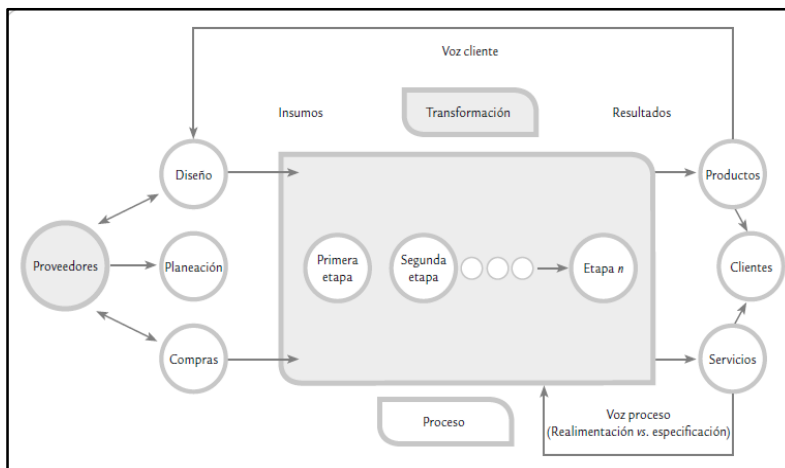 Voz cliente
Insumos
Transformación
Resultados
Diseño
Productos
Proveedores
Planeación
Primera
etapa
Segunda
etapa
Etapa n
Clientes
Compras
Servicios
Proceso
Voz proceso
(Realimentación vs. especificación)